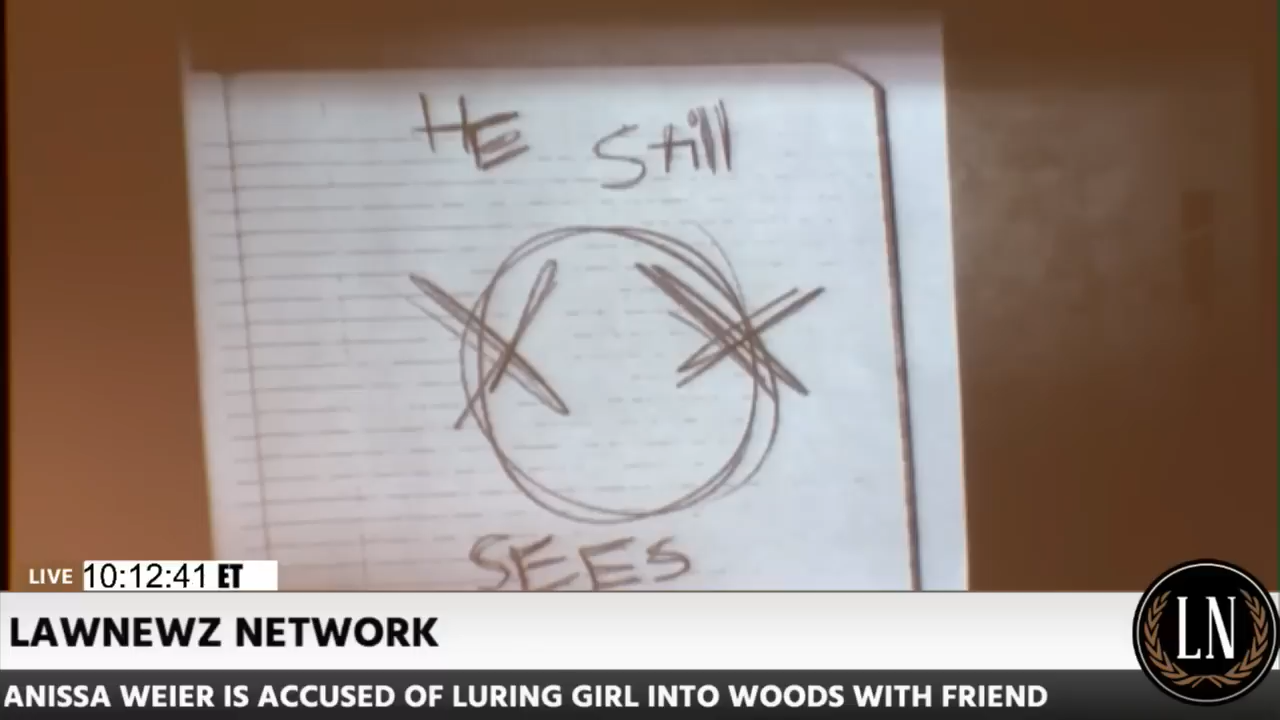 HE Still
SEES
LIVE 10:12:41 ET
LAWNEWZ NETWORK
LN
ANISSA WEIER IS ACCUSED OF LURING GIRL INTO WOODS WITH FRIEND